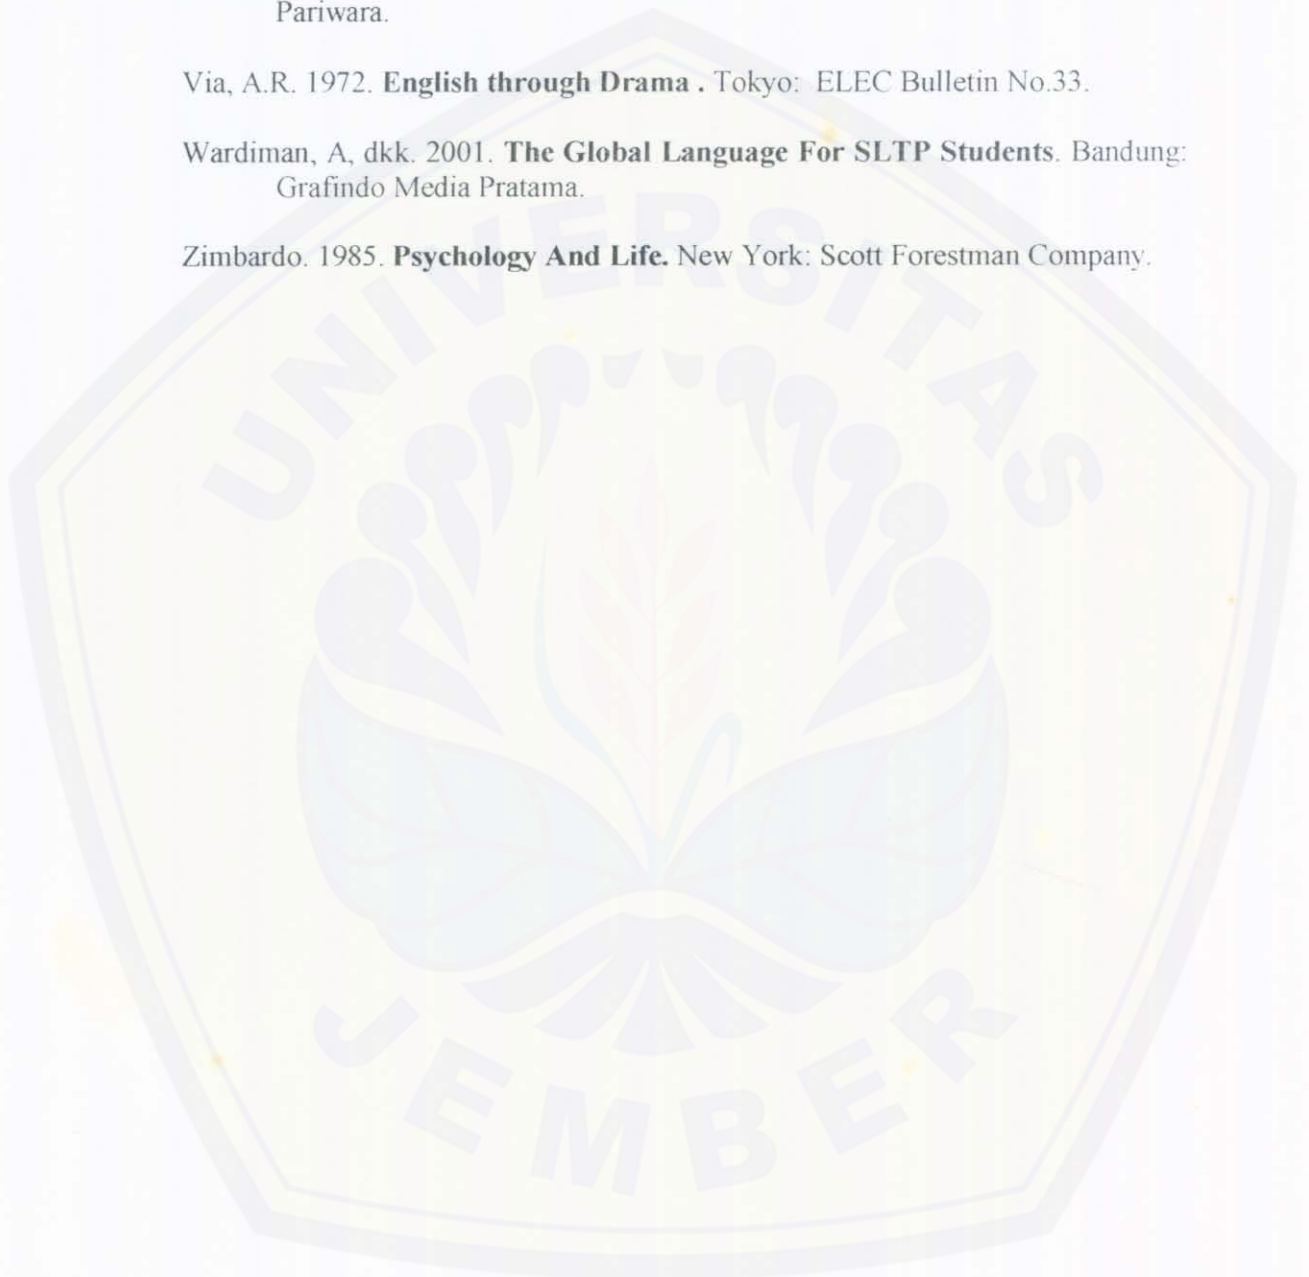 Pariwara.
Via, A.R. 1972. English through Drama . Tokyo: ELEC Bulletin No.33.
Wardiman, A, dkk. 2001. The Global Language For SLTP Students. Bandung:
Grafindo Media Pratama.
Zimbardo. 1985. Psychology And Life. New York: Scott Forestman Company.
UNIVERSITAS
JEMBER